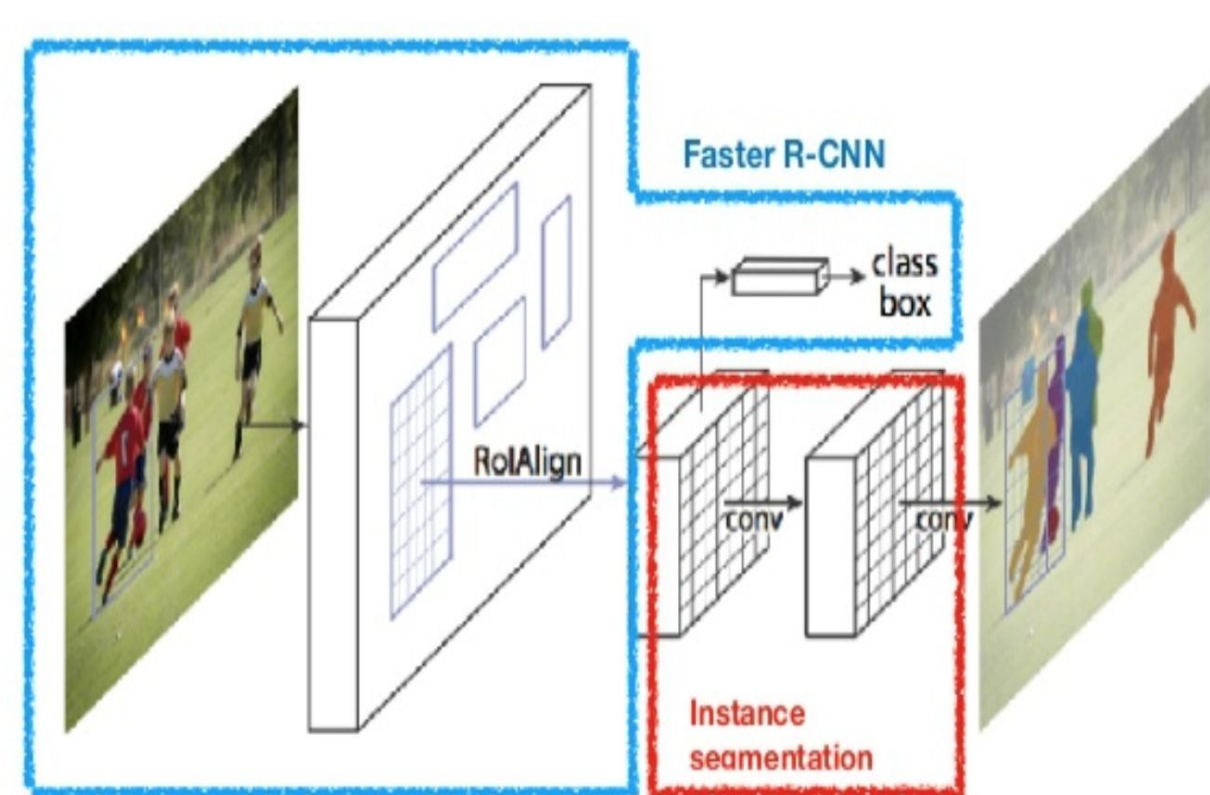 Faster R-CNN
class
box
RoIAlign
conv
conv
Instance
segmentation